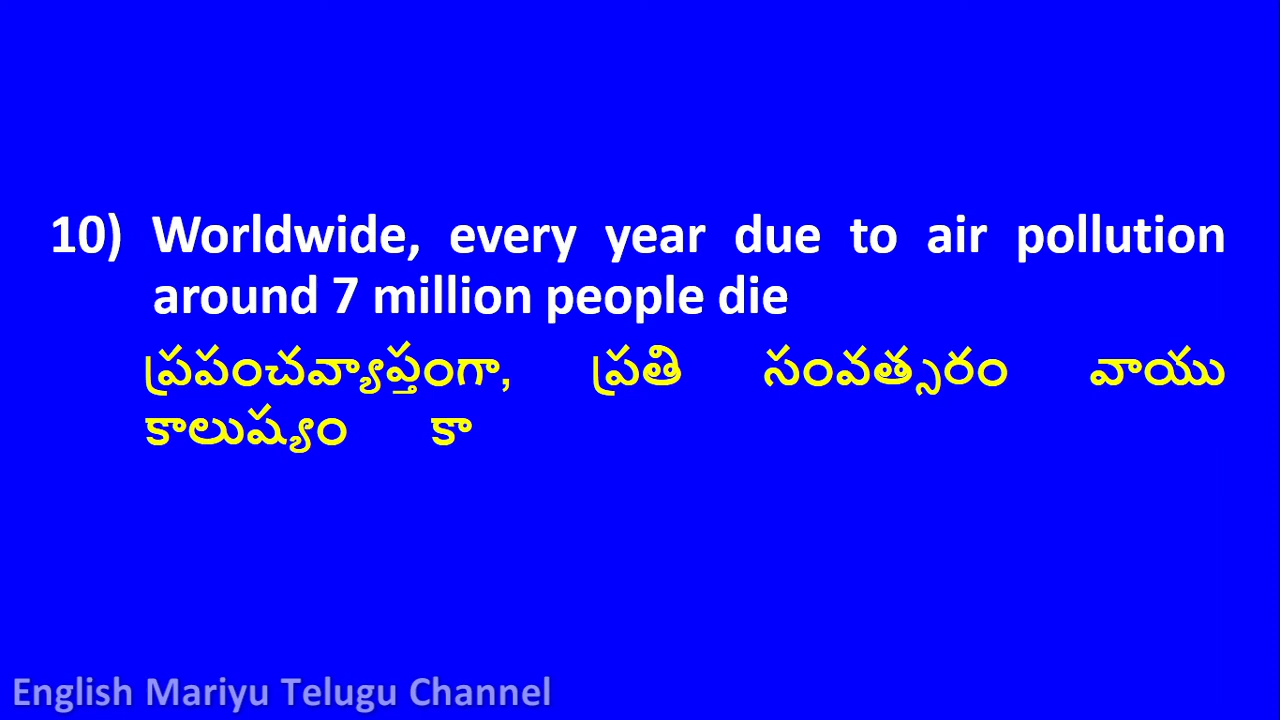 10) Worldwide, every year due to air pollution
around 7 million people die
ప్రపంచవ్యాప్తంగా, ప్రతి సంవత్సరం వాయు
కాలుష్యం కా
English Mariyu Telugu Channel